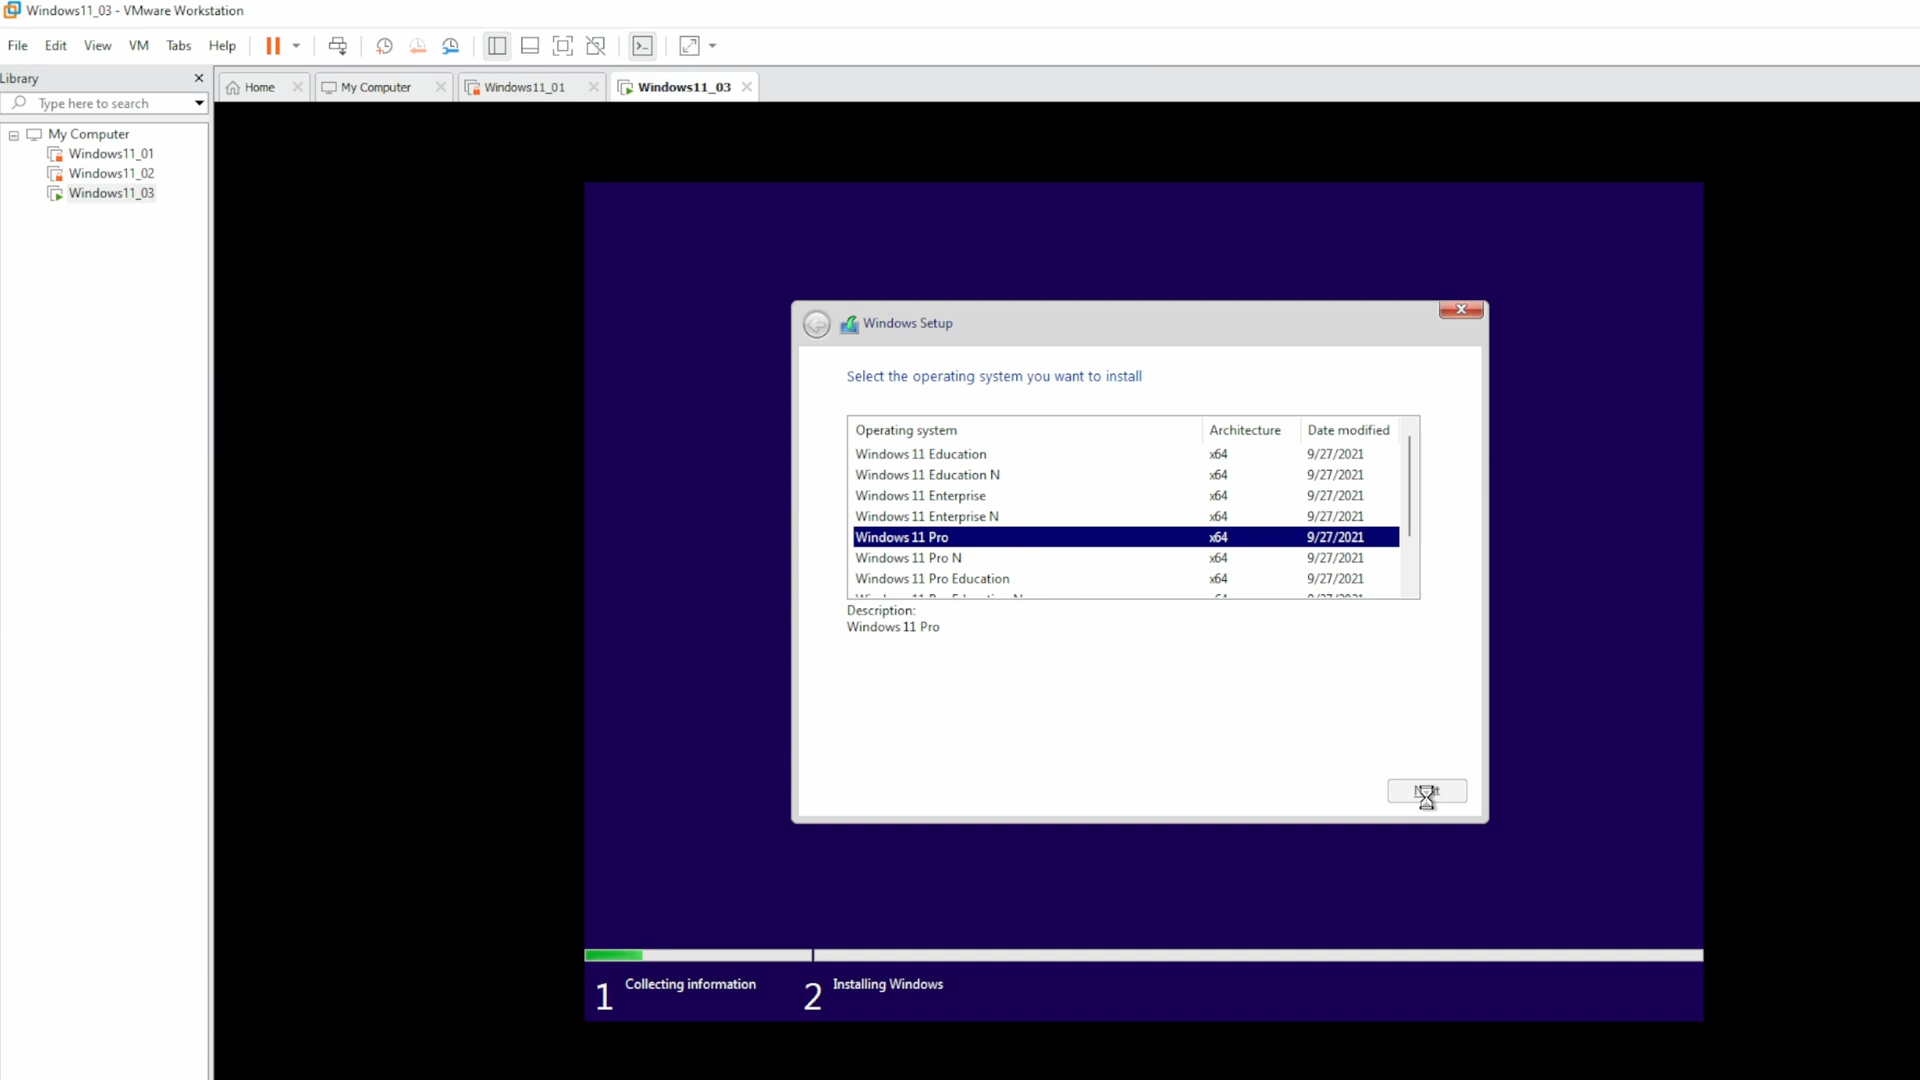 Windows11_03 - VMware Workstation
File Edit View VM Tabs Help
Library
Type here to search
Home
My Computer
Windows11_01
Windows11_03
My Computer
Windows11_01
Windows11_02
Windows11_03
Windows Setup
Select the operating system you want to install
Operating system Architecture Date modified
Windows 11 Education x64 9/27/2021
Windows 11 Education N x64 9/27/2021
Windows 11 Enterprise x64 9/27/2021
Windows 11 Enterprise N x64 9/27/2021
Windows 11 Pro x64 9/27/2021
Windows 11 Pro N x64 9/27/2021
Windows 11 Pro Education x64 9/27/2021
Description:
Windows 11 Pro
1 Collecting information
2 Installing Windows